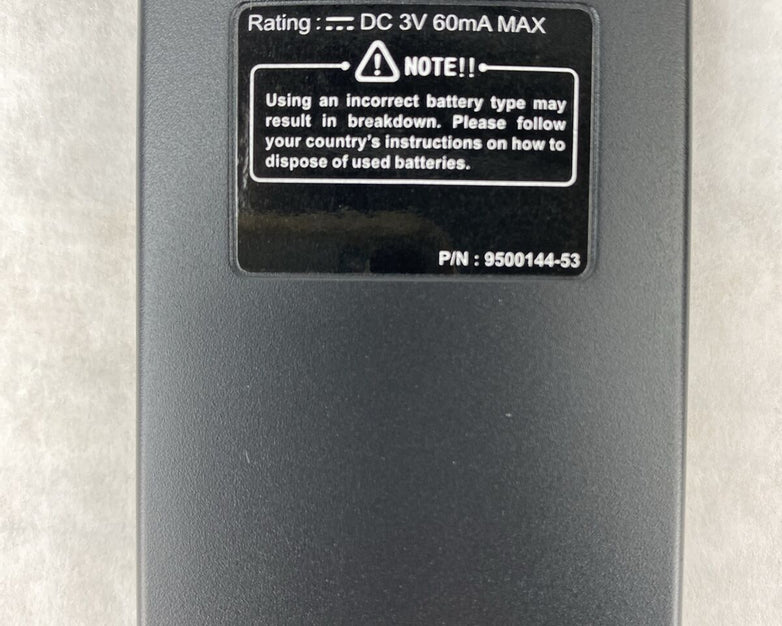 Rating : ⎓ DC 3V 60mA MAX
NOTE!!
Using an incorrect battery type may
result in breakdown. Please follow
your country's instructions on how to
dispose of used batteries.
P/N : 9500144-53